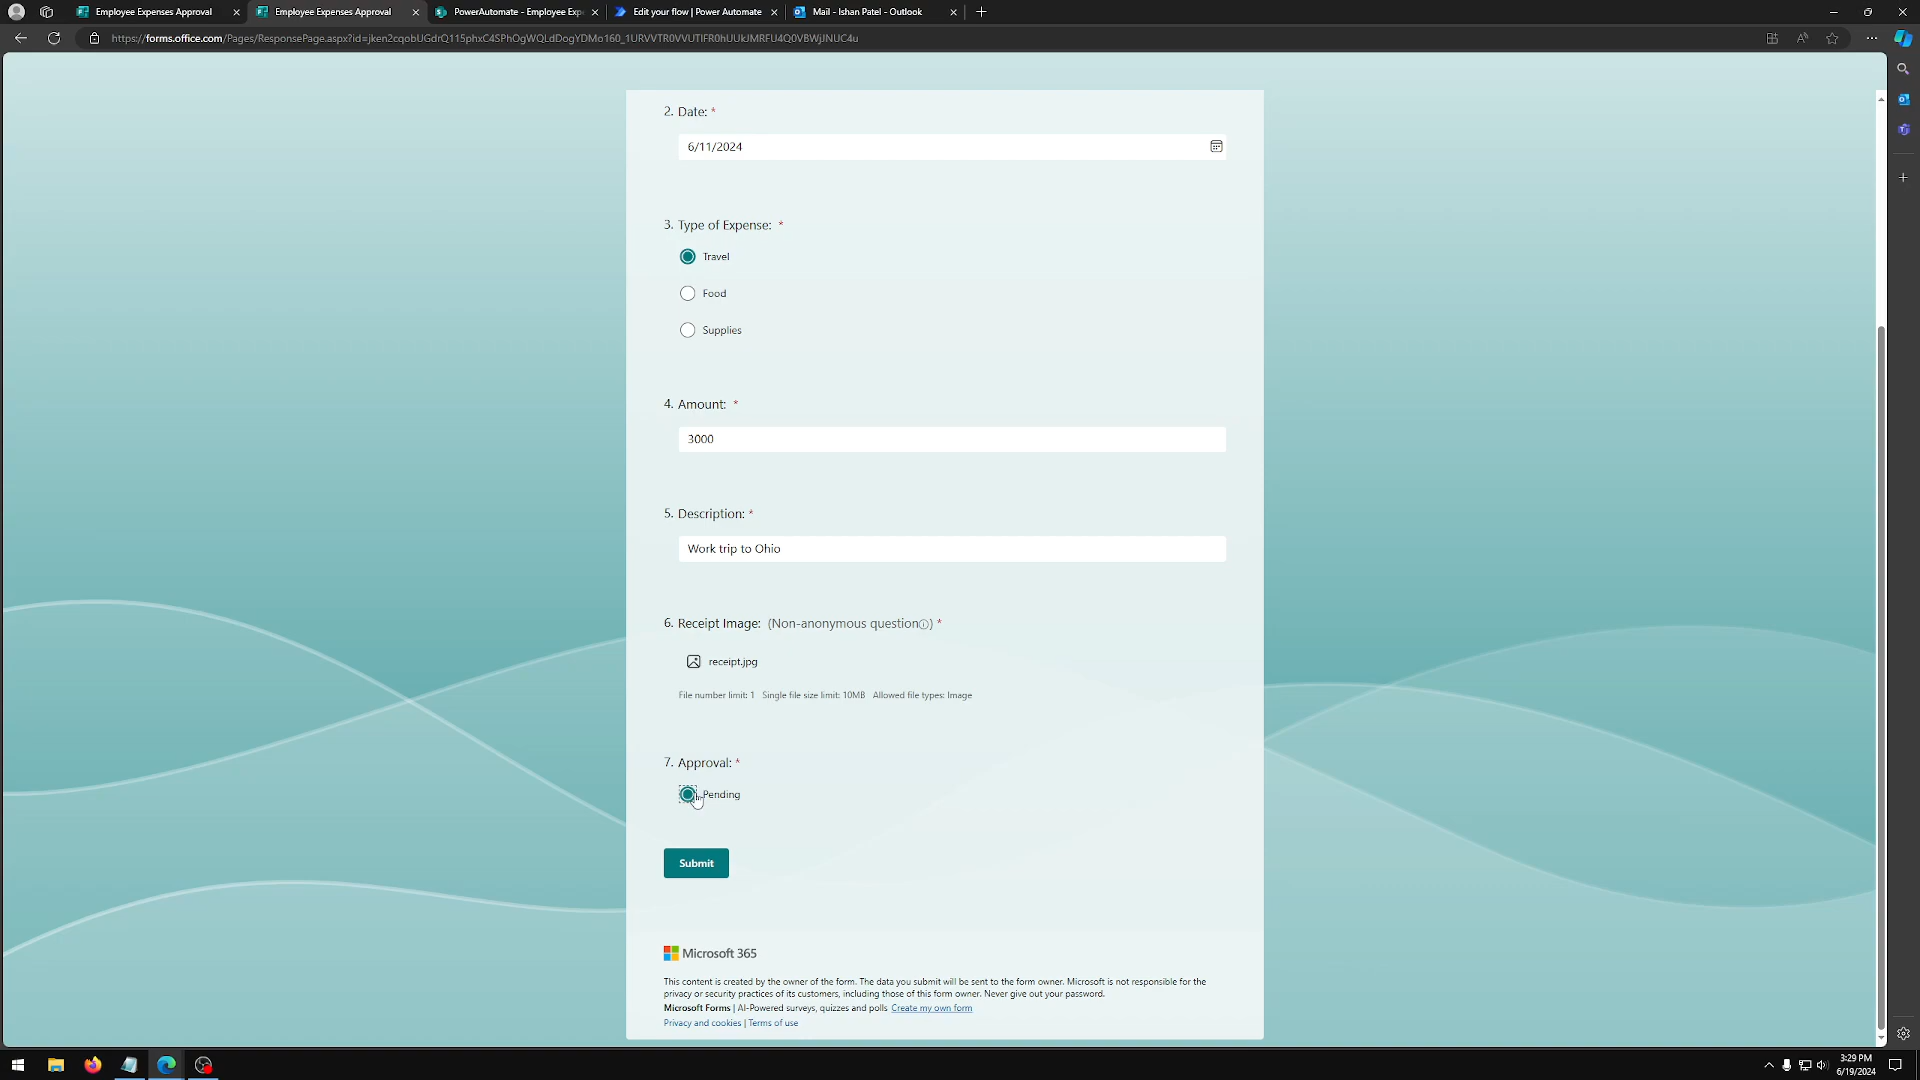 Employee Expenses Approval
Employee Expenses Approval
PowerAutomate - Employee Exp
Edit your flow | Power Automate
Mail - Ishan Patel - Outlook
2. Date: *
6/11/2024
3. Type of Expense: *
Travel
Food
Supplies
4. Amount: *
3000
5. Description: *
Work trip to Ohio
6. Receipt Image: (Non-anonymous question) *
receipt.jpg
File number limit: 1 Single file size limit: 10MB Allowed file types: Image
7. Approval: *
Pending
Submit
Microsoft 365
This content is created by the owner of the form. The data you submit will be sent to the form owner. Microsoft is not responsible for the
privacy or security practices of its customers, including those of this form owner. Never give out your password.
Microsoft Forms | AI-Powered surveys, quizzes and polls Create my own form
Privacy and cookies | Terms of use
3:29 PM
6/19/2024